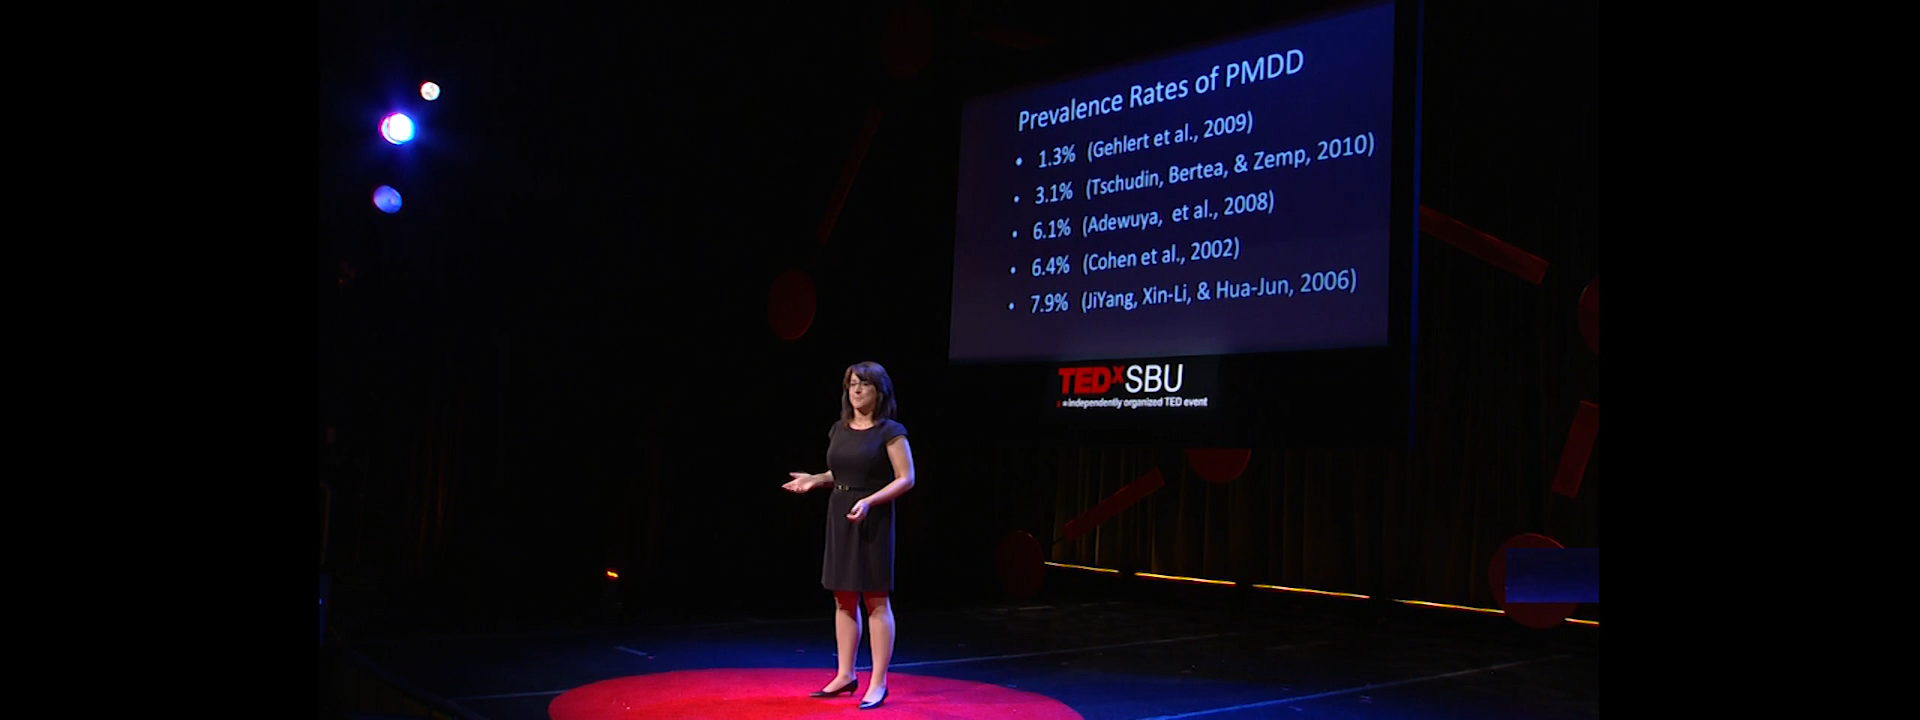 Prevalence Rates of PMDD
• 1.3% (Gehlert et al., 2009)
• 3.1% (Tschudin, Bertea, & Zemp, 2010)
• 6.1% (Adewuya, et al., 2008)
• 6.4% (Cohen et al., 2002)
• 7.9% (JiYang, Xin-Li, & Hua-Jun, 2006)
TEDxSBU
x = independently organized TED event